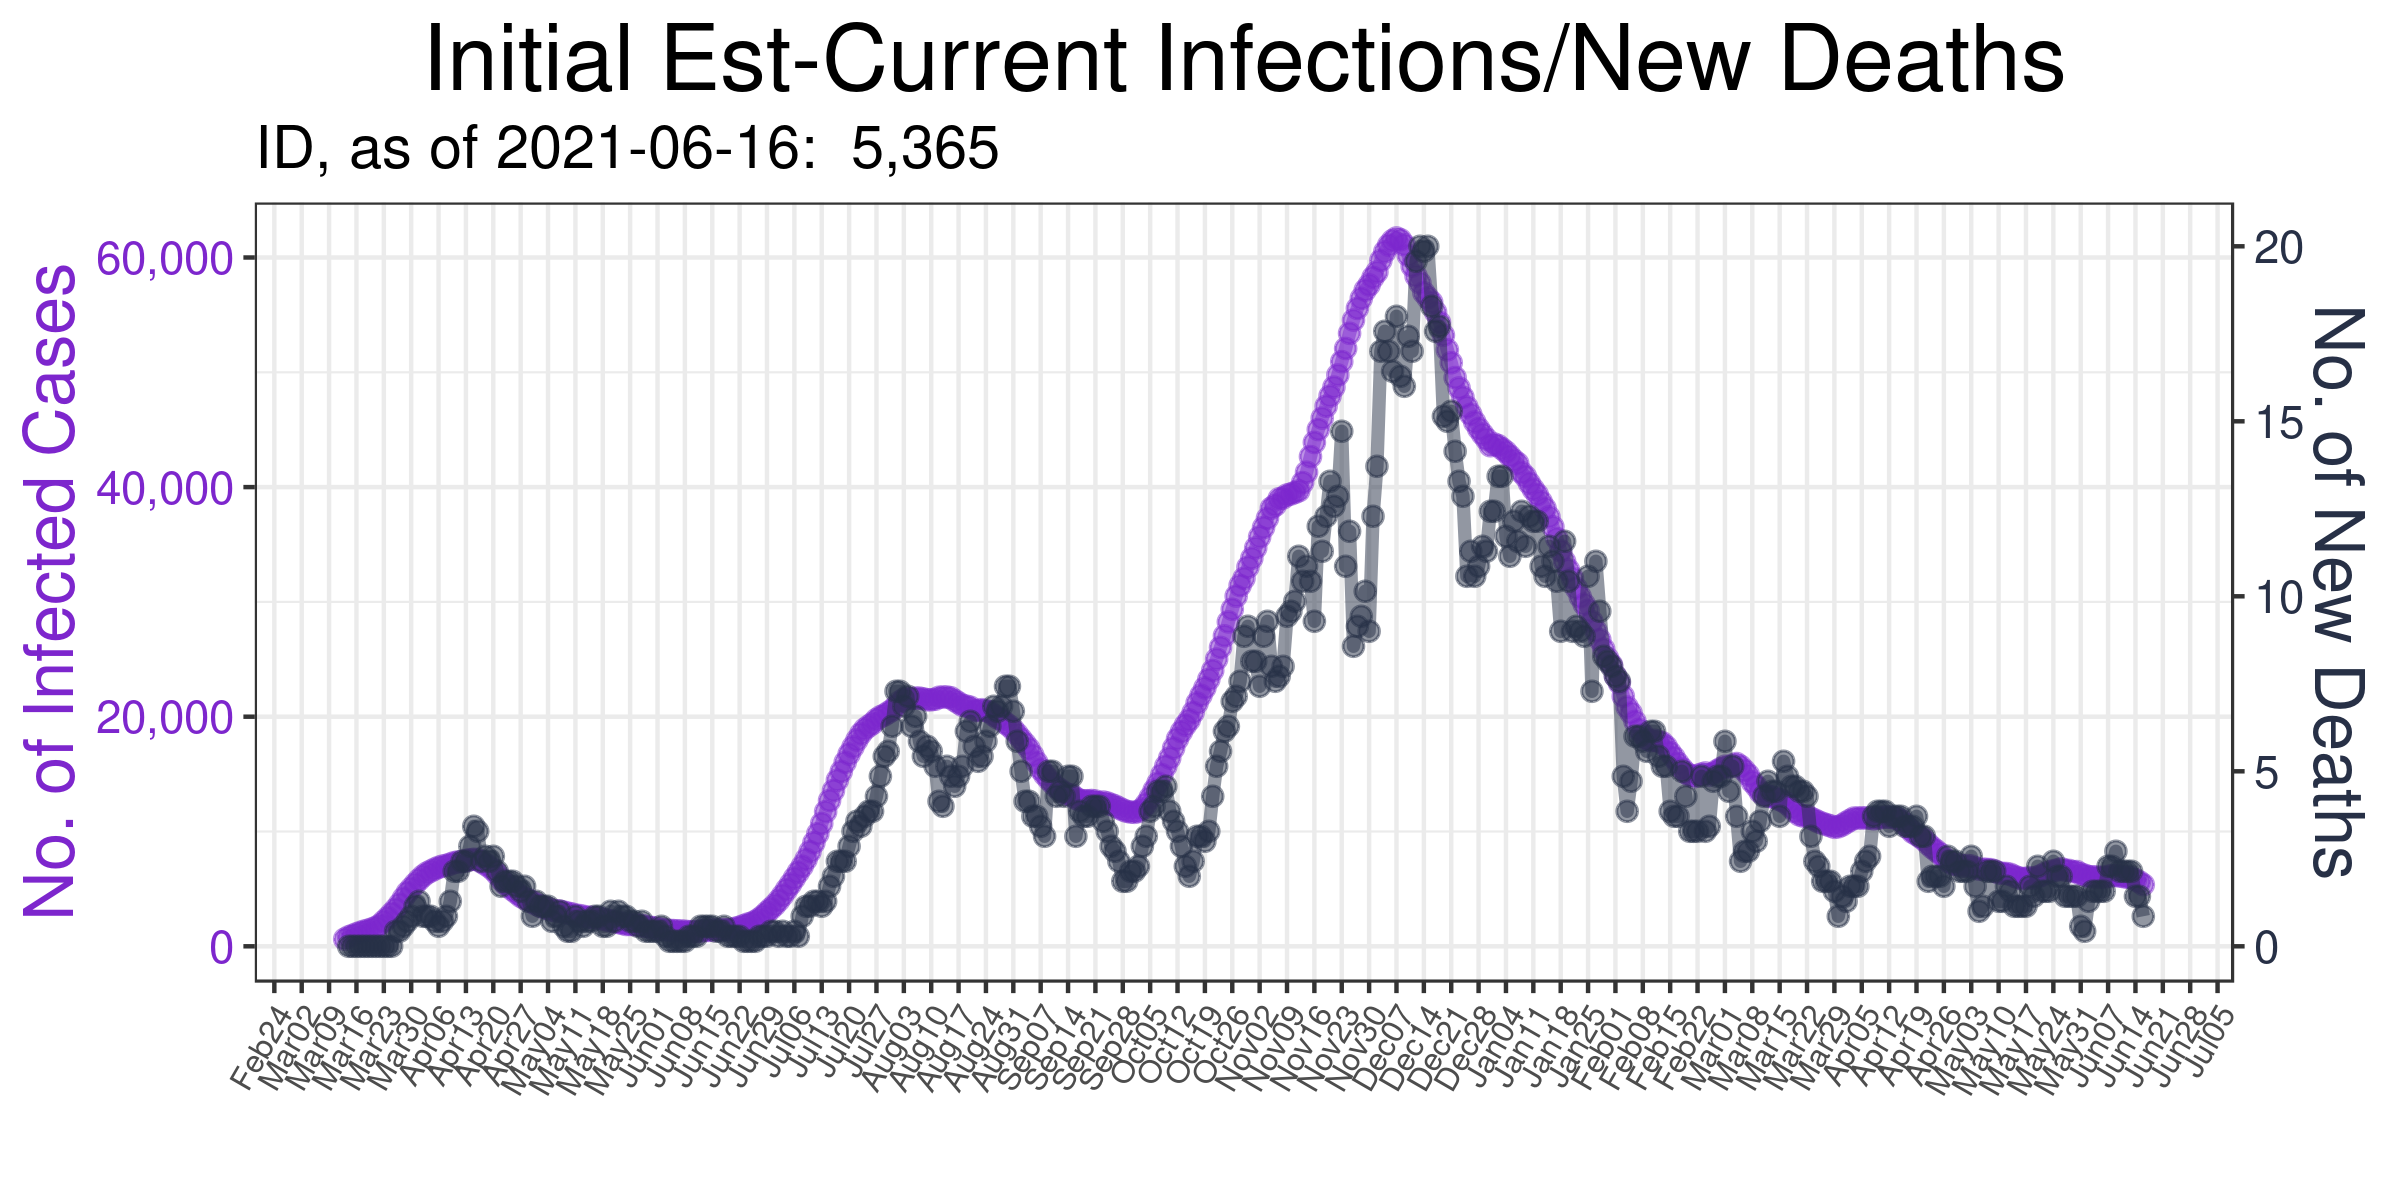 Initial Est-Current Infections/New Deaths
ID, as of 2021-06-16:  5,365
No. of Infected Cases
60,000
40,000
20,000
0
20
15
10
5
0
No. of New Deaths
Feb24
Mar02
Mar09
Mar16
Mar23
Mar30
Apr06
Apr13
Apr20
Apr27
May04
May11
May18
May25
Jun01
Jun08
Jun15
Jun22
Jun29
Jul06
Jul13
Jul20
Jul27
Aug03
Aug10
Aug17
Aug24
Aug31
Sep07
Sep14
Sep21
Sep28
Oct05
Oct12
Oct19
Oct26
Nov02
Nov09
Nov16
Nov23
Nov30
Dec07
Dec14
Dec21
Dec28
Jan04
Jan11
Jan18
Jan25
Feb01
Feb08
Feb15
Feb22
Mar01
Mar08
Mar15
Mar22
Mar29
Apr05
Apr12
Apr19
Apr26
May03
May10
May17
May24
May31
Jun07
Jun14
Jun21
Jun28
Jul05